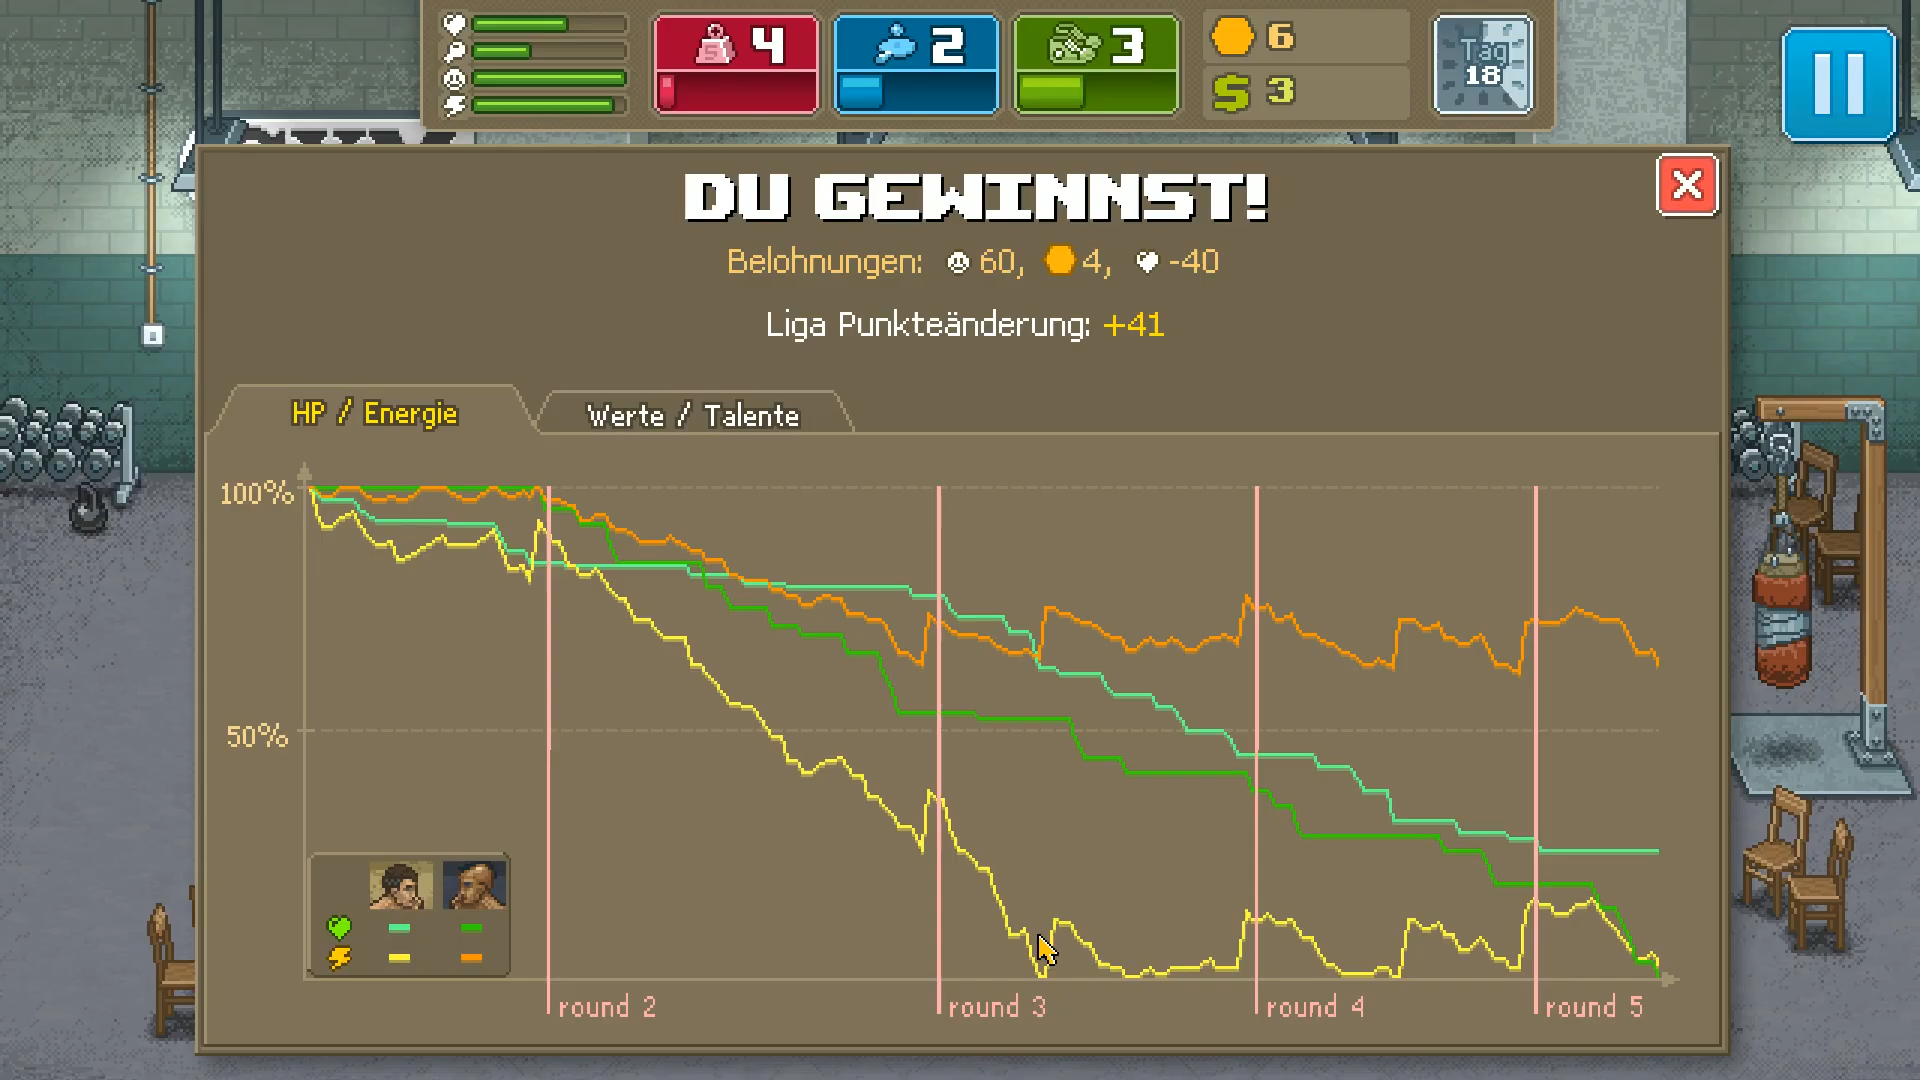 4
2
3
6
3
Tag
18
DU GEWINNST!
Belohnungen: 60, 4, -40
Liga Punkteänderung: +41
HP / Energie
Werte / Talente
100%
50%
round 2
round 3
round 4
round 5